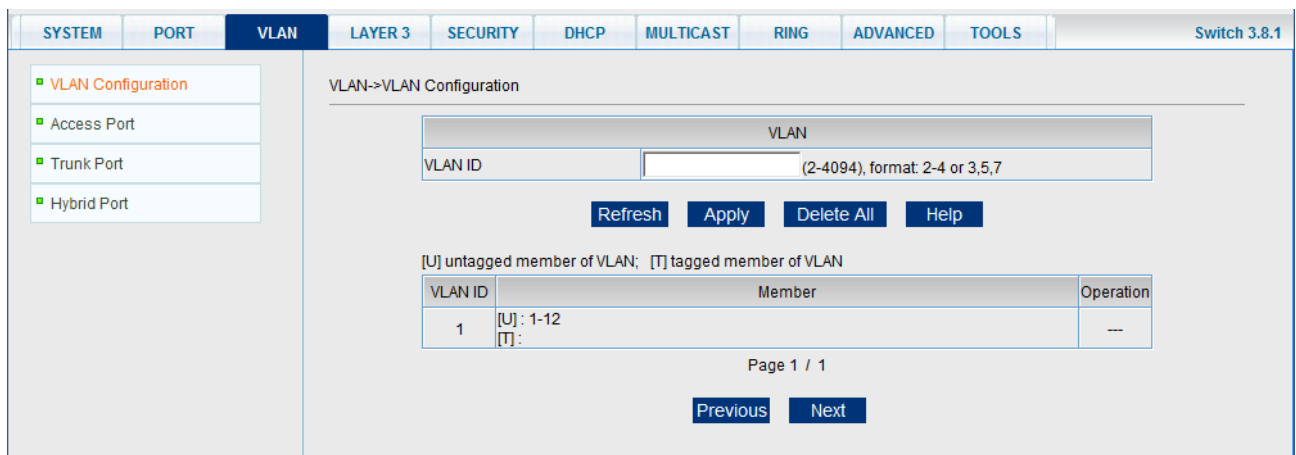 SYSTEM PORT VLAN LAYER 3 SECURITY DHCP MULTICAST RING ADVANCED TOOLS Switch 3.8.1
VLAN Configuration
Access Port
Trunk Port
Hybrid Port
VLAN->VLAN Configuration
VLAN
VLAN ID (2-4094), format: 2-4 or 3,5,7
Refresh Apply Delete All Help
[U] untagged member of VLAN; [T] tagged member of VLAN
VLAN ID Member Operation
1 [U] : 1-12 ---
[T] :
Page 1 / 1
Previous Next